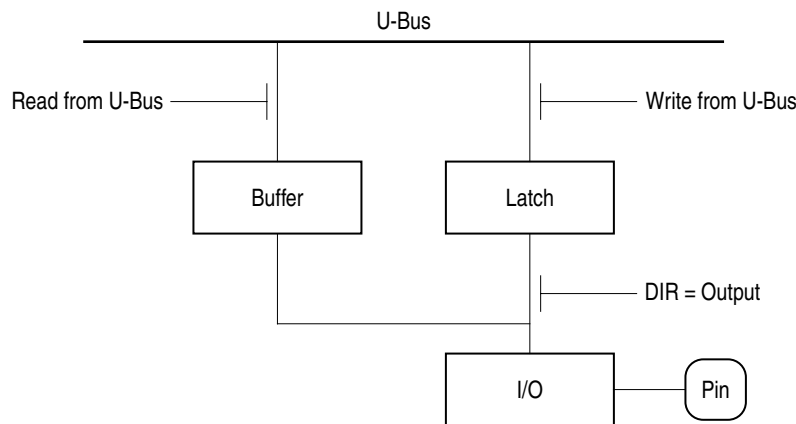 U-Bus
Read from U-Bus
Write from U-Bus
Buffer
Latch
DIR = Output
I/O
Pin